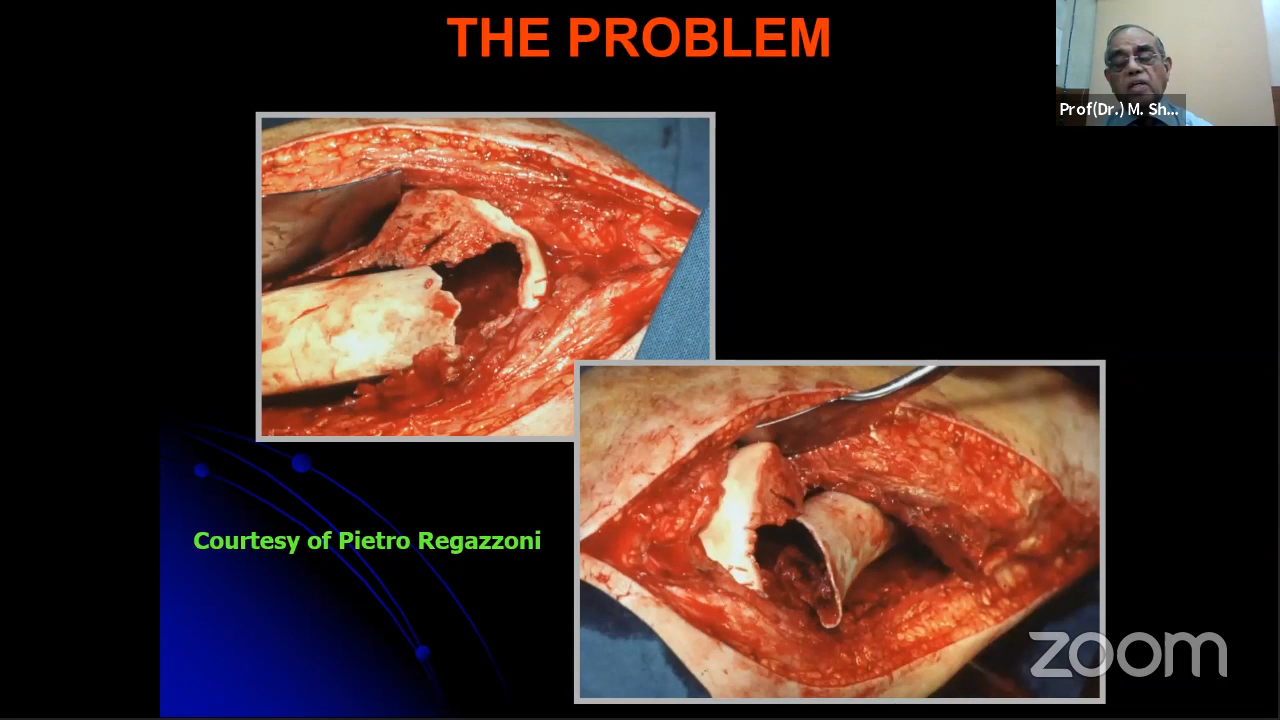 THE PROBLEM
Prof(Dr.) M. Sh...
Courtesy of Pietro Regazzoni
zoom